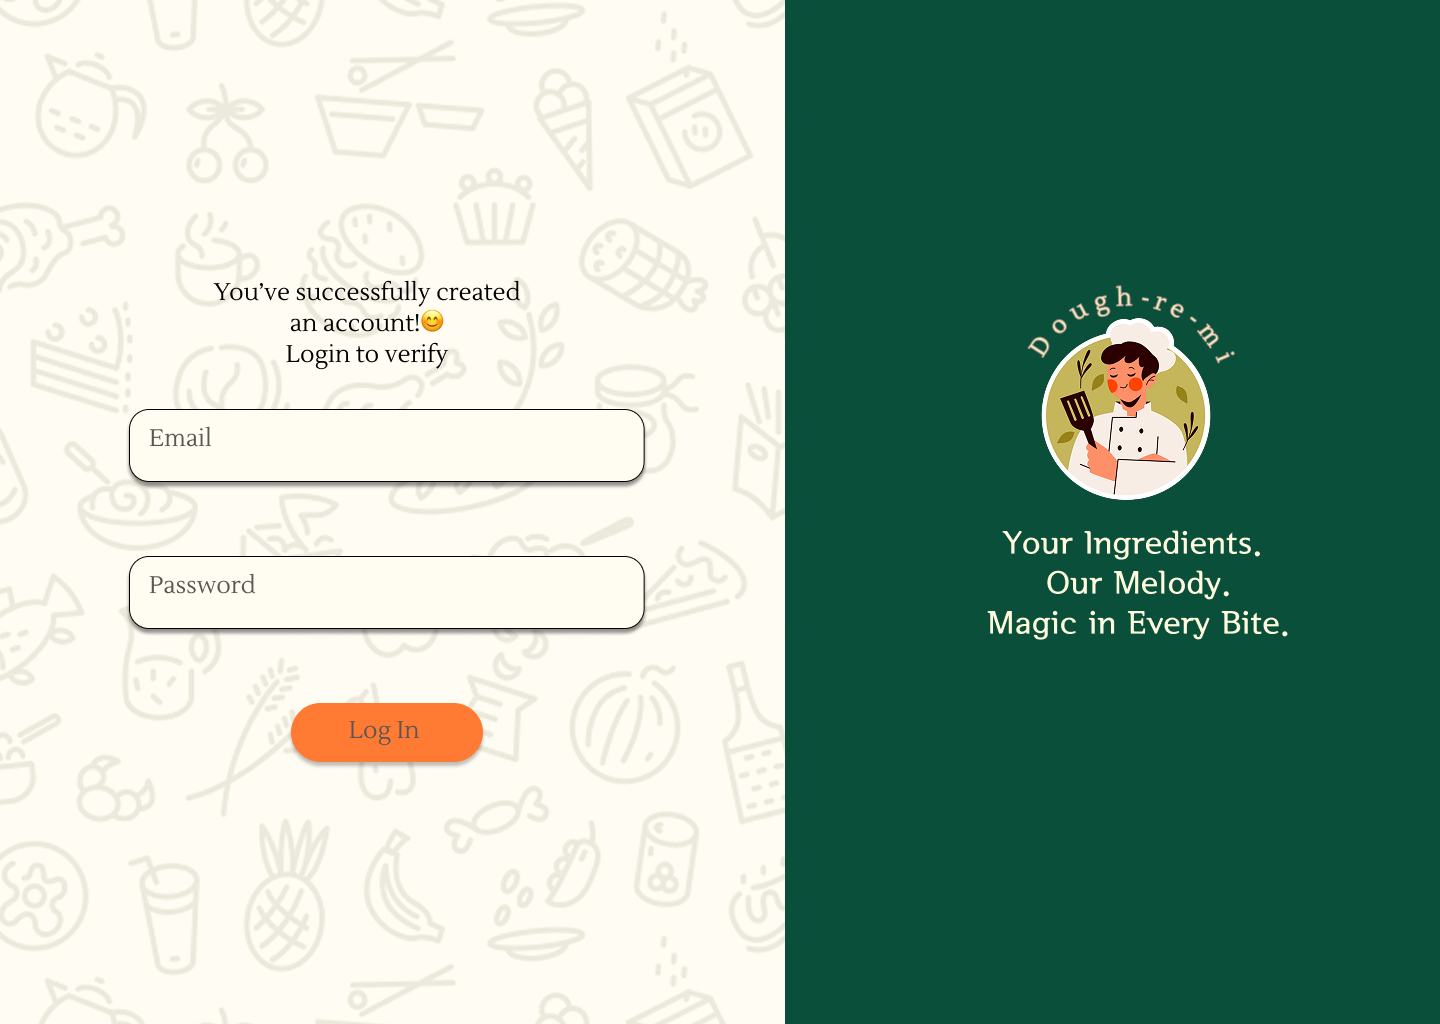 You’ve successfully created
an account!😊
Login to verify
Email
Password
Log In
Dough-re-mi
Your Ingredients.
Our Melody.
Magic in Every Bite.